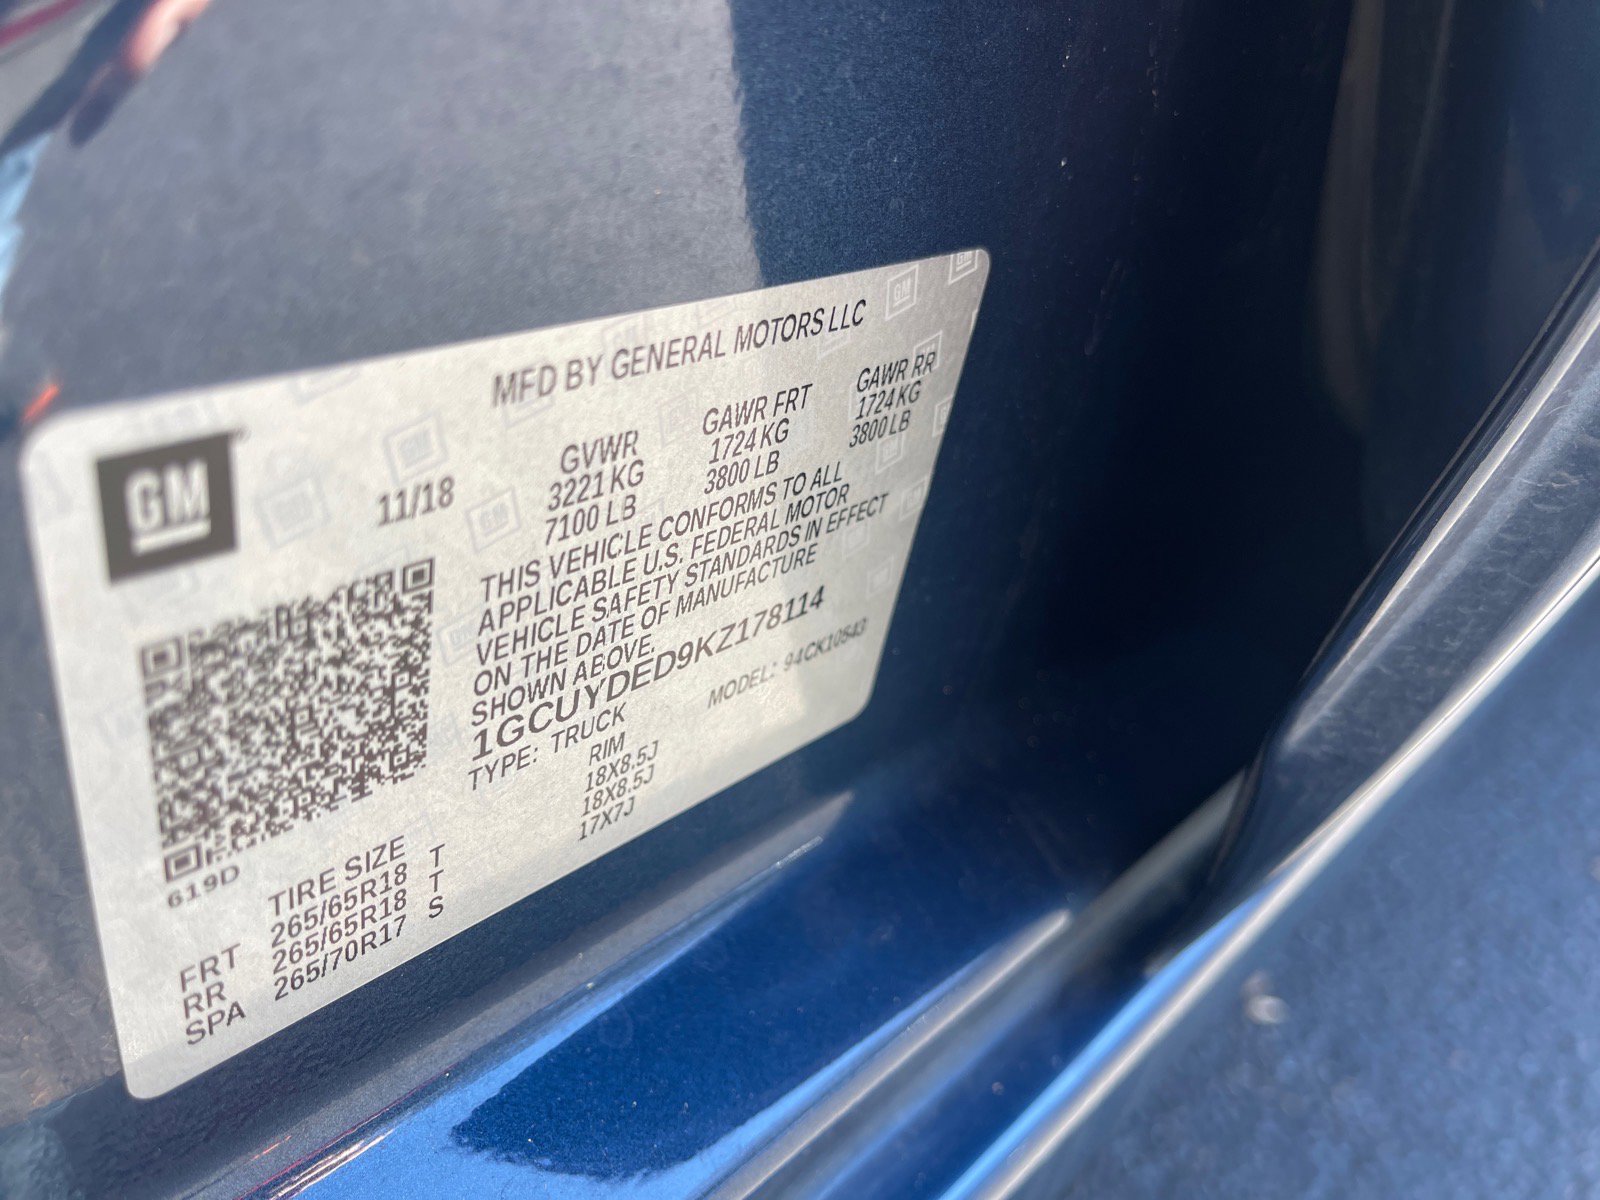 MFD BY GENERAL MOTORS LLC
GM
11/18
GVWR GAWR FRT GAWR RR
3221 KG 1724 KG 1724 KG
7100 LB 3800 LB 3800 LB
THIS VEHICLE CONFORMS TO ALL
APPLICABLE U.S. FEDERAL MOTOR
VEHICLE SAFETY STANDARDS IN EFFECT
ON THE DATE OF MANUFACTURE
SHOWN ABOVE.
1GCUYDED9KZ178114
TYPE: TRUCK MODEL: 94CK10543
619D
TIRE SIZE RIM
FRT 265/65R18 T 18X8.5J
RR 265/65R18 T 18X8.5J
SPA 265/70R17 S 17X7J